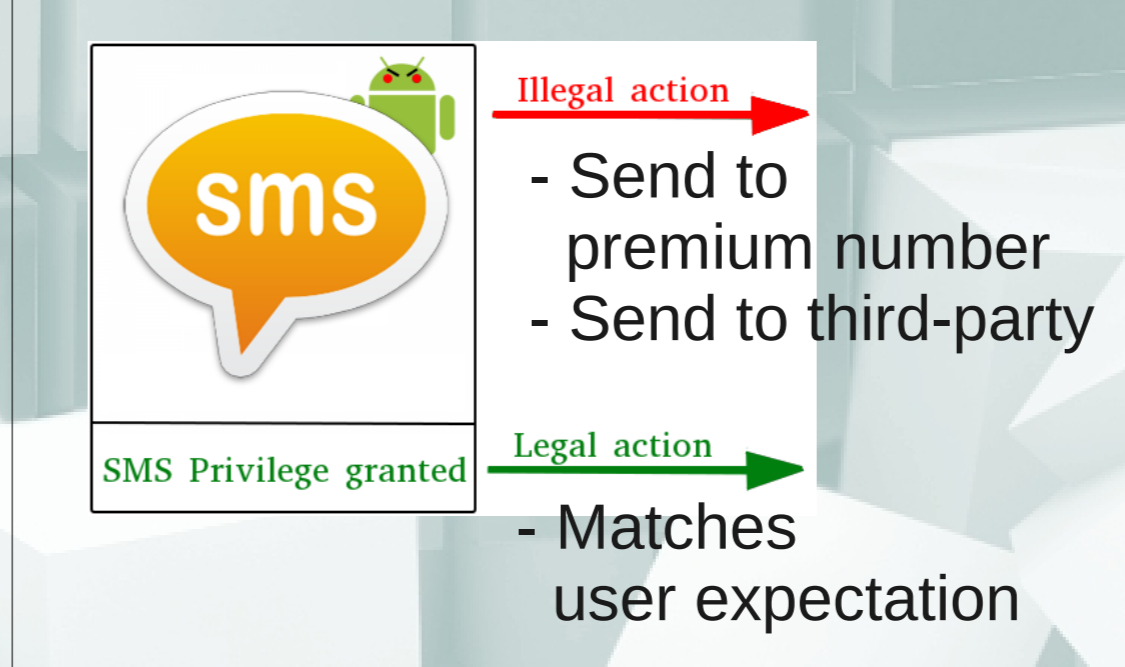 sms
SMS Privilege granted
Illegal action
- Send to
premium number
- Send to third-party
Legal action
- Matches
user expectation